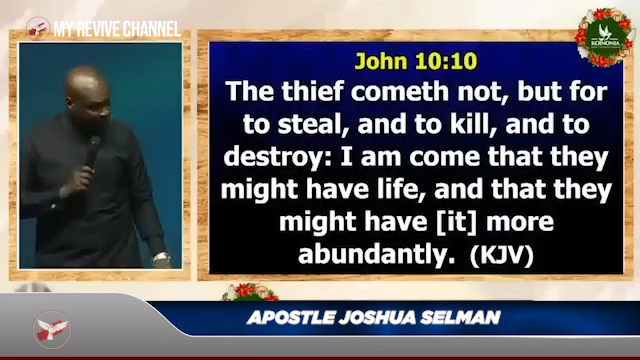 MY REVIVE CHANNEL
KOINONIA
John 10:10
The thief cometh not, but for
to steal, and to kill, and to
destroy: I am come that they
might have life, and that they
might have [it] more
abundantly. (KJV)
APOSTLE JOSHUA SELMAN